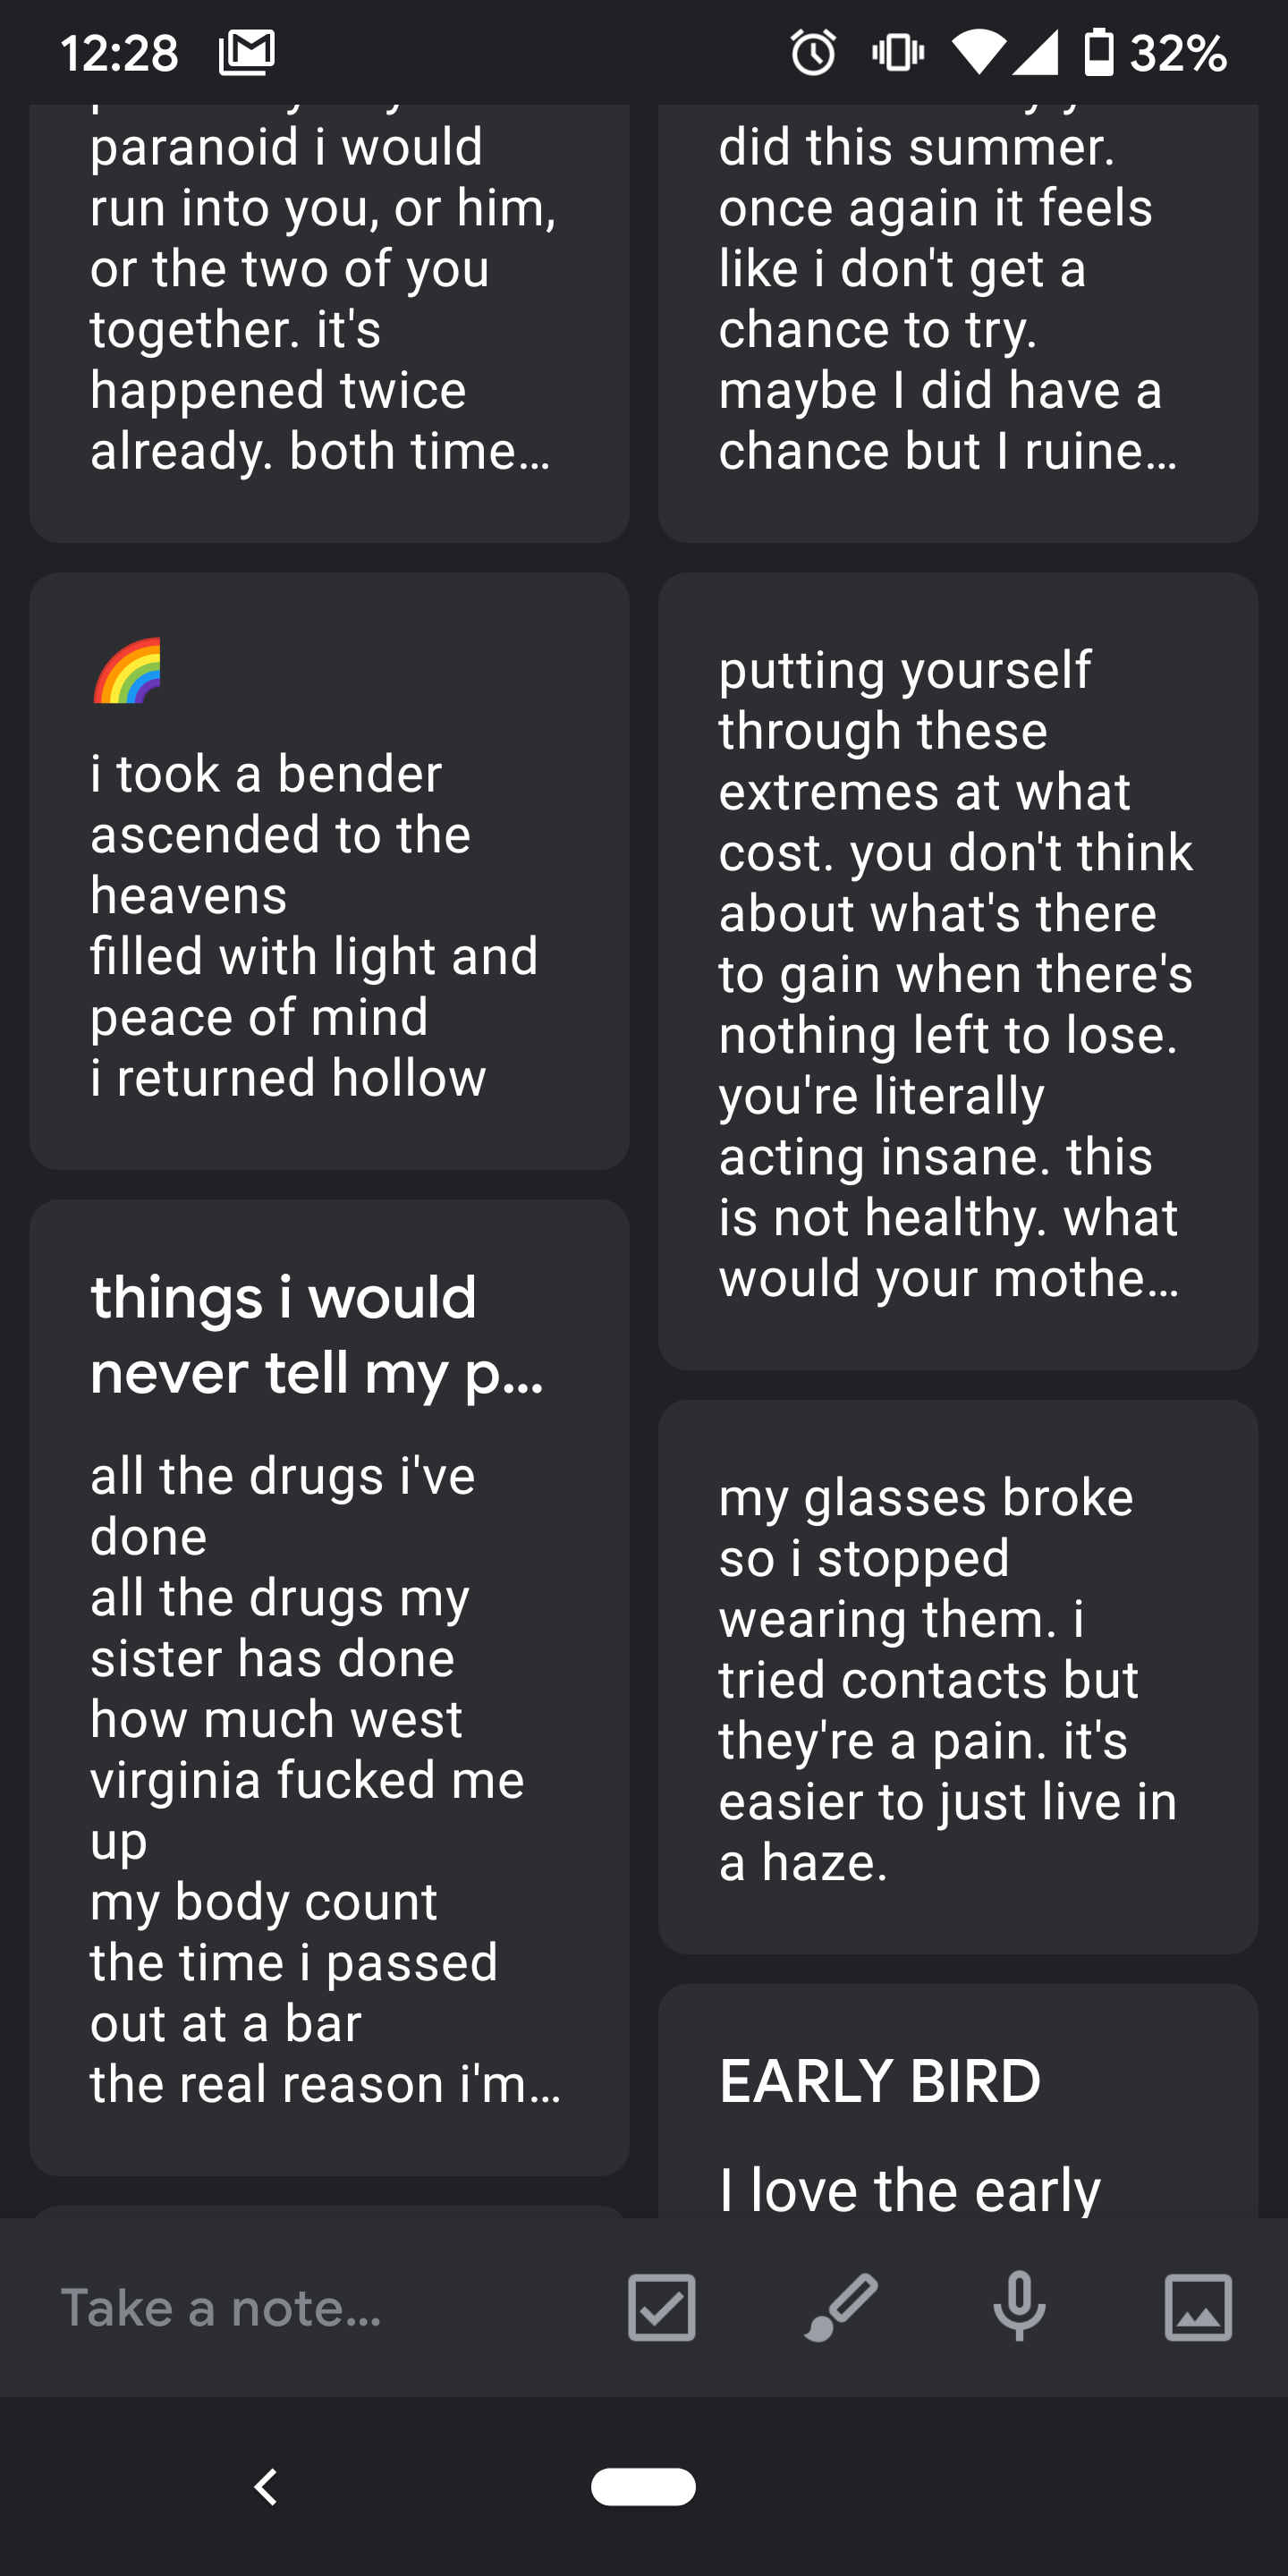 12:28
32%
paranoid i would
run into you, or him,
or the two of you
together. it's
happened twice
already. both time...
did this summer.
once again it feels
like i don't get a
chance to try.
maybe I did have a
chance but I ruine...
🌈
i took a bender
ascended to the
heavens
filled with light and
peace of mind
i returned hollow
putting yourself
through these
extremes at what
cost. you don't think
about what's there
to gain when there's
nothing left to lose.
you're literally
acting insane. this
is not healthy. what
would your mothe...
things i would
never tell my p...
all the drugs i've
done
all the drugs my
sister has done
how much west
virginia fucked me
up
my body count
the time i passed
out at a bar
the real reason i'm...
my glasses broke
so i stopped
wearing them. i
tried contacts but
they're a pain. it's
easier to just live in
a haze.
EARLY BIRD
I love the early
Take a note...